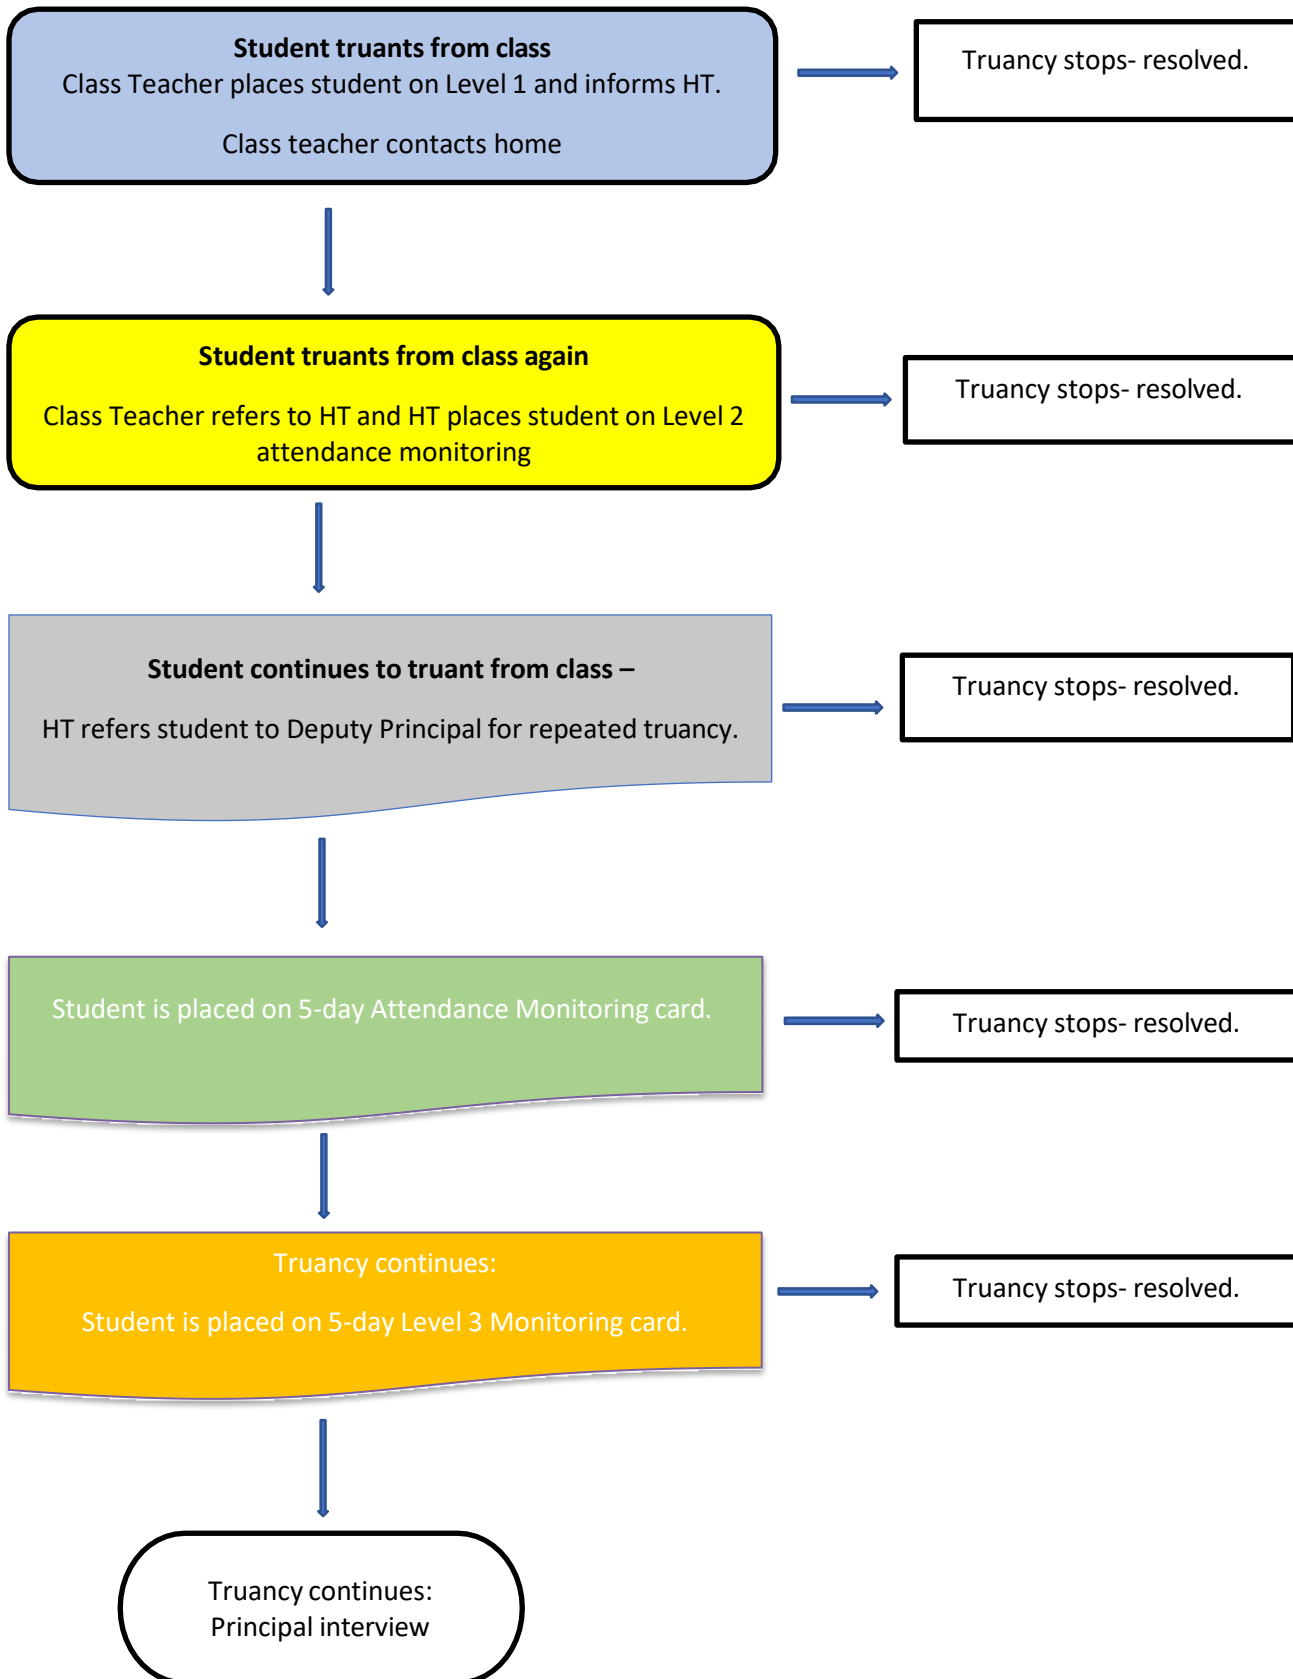 Student truants from class
Class Teacher places student on Level 1 and informs HT.
Class teacher contacts home
Truancy stops- resolved.
Student truants from class again
Class Teacher refers to HT and HT places student on Level 2
attendance monitoring
Truancy stops- resolved.
Student continues to truant from class –
HT refers student to Deputy Principal for repeated truancy.
Truancy stops- resolved.
Student is placed on 5-day Attendance Monitoring card.
Truancy stops- resolved.
Truancy continues:
Student is placed on 5-day Level 3 Monitoring card.
Truancy stops- resolved.
Truancy continues:
Principal interview